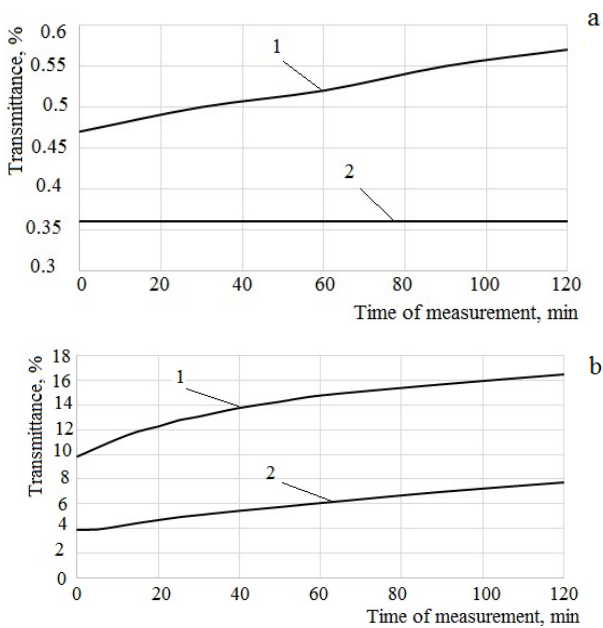 a
Transmittance, %
0.6
0.55
0.5
0.45
0.4
0.35
0.3
1
2
0 20 40 60 80 100 120
Time of measurement, min
b
Transmittance, %
18
16
14
12
10
8
6
4
2
0
1
2
0 20 40 60 80 100 120
Time of measurement, min